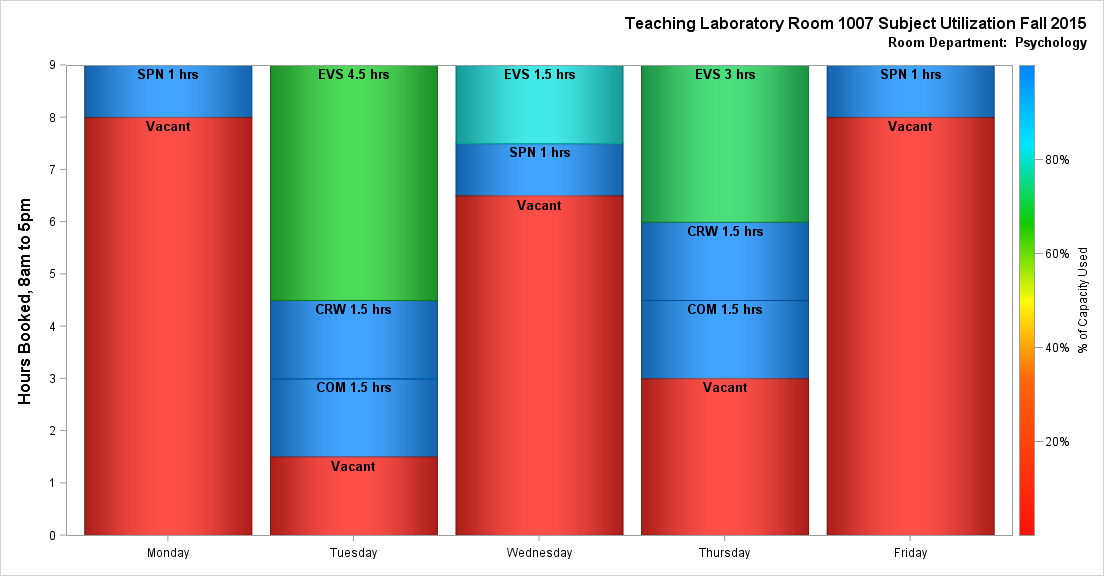 Teaching Laboratory Room 1007 Subject Utilization Fall 2015
Room Department:  Psychology
Hours Booked, 8am to 5pm
9
8
7
6
5
4
3
2
1
0
SPN 1 hrs
Vacant
EVS 4.5 hrs
CRW 1.5 hrs
COM 1.5 hrs
Vacant
EVS 1.5 hrs
SPN 1 hrs
Vacant
EVS 3 hrs
CRW 1.5 hrs
COM 1.5 hrs
Vacant
SPN 1 hrs
Vacant
Monday
Tuesday
Wednesday
Thursday
Friday
80%
60%
40%
20%
% of Capacity Used